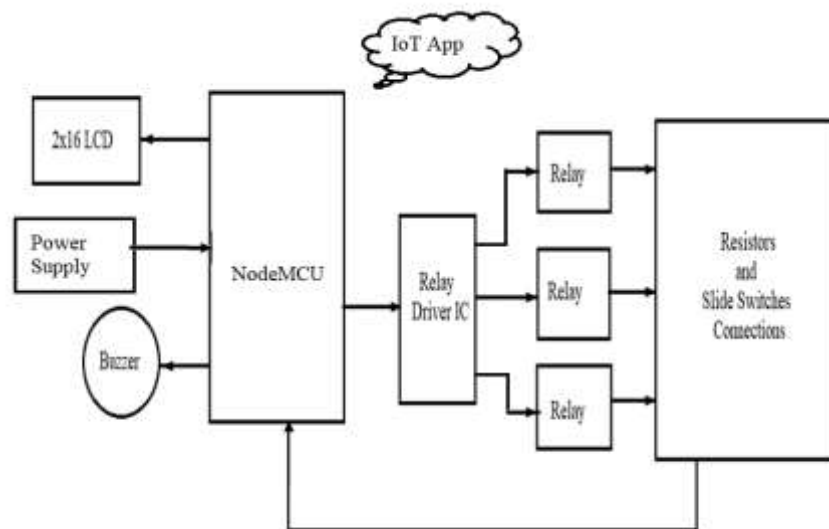 IoT App
2x16 LCD
Power
Supply
Buzzer
NodeMCU
Relay
Driver IC
Relay
Relay
Relay
Resistors
and
Slide Switches
Connections